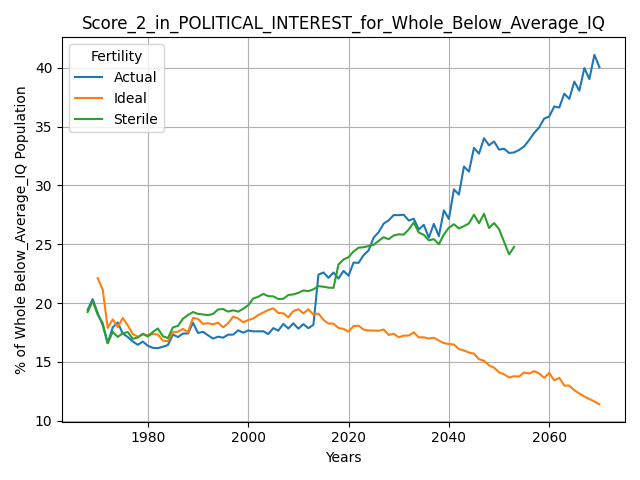 Score_2_in_POLITICAL_INTEREST_for_Whole_Below_Average_IQ
Fertility
Actual
Ideal
Sterile
% of Whole Below_Average_IQ Population
40
35
30
25
20
15
10
1980
2000
2020
2040
2060
Years